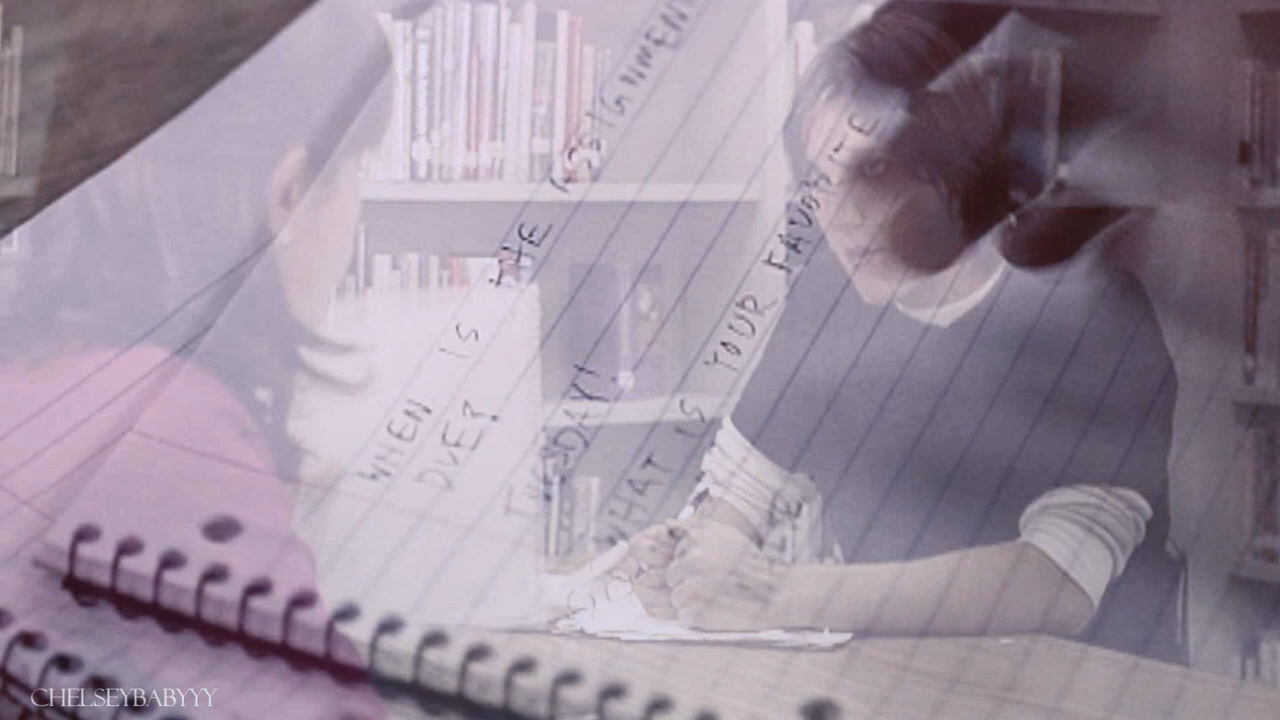 WHEN IS THE ASSIGNMENT
DUE?
TUESDAY!
WHAT IS YOUR FAVORITE
CHELSEYBABYYY